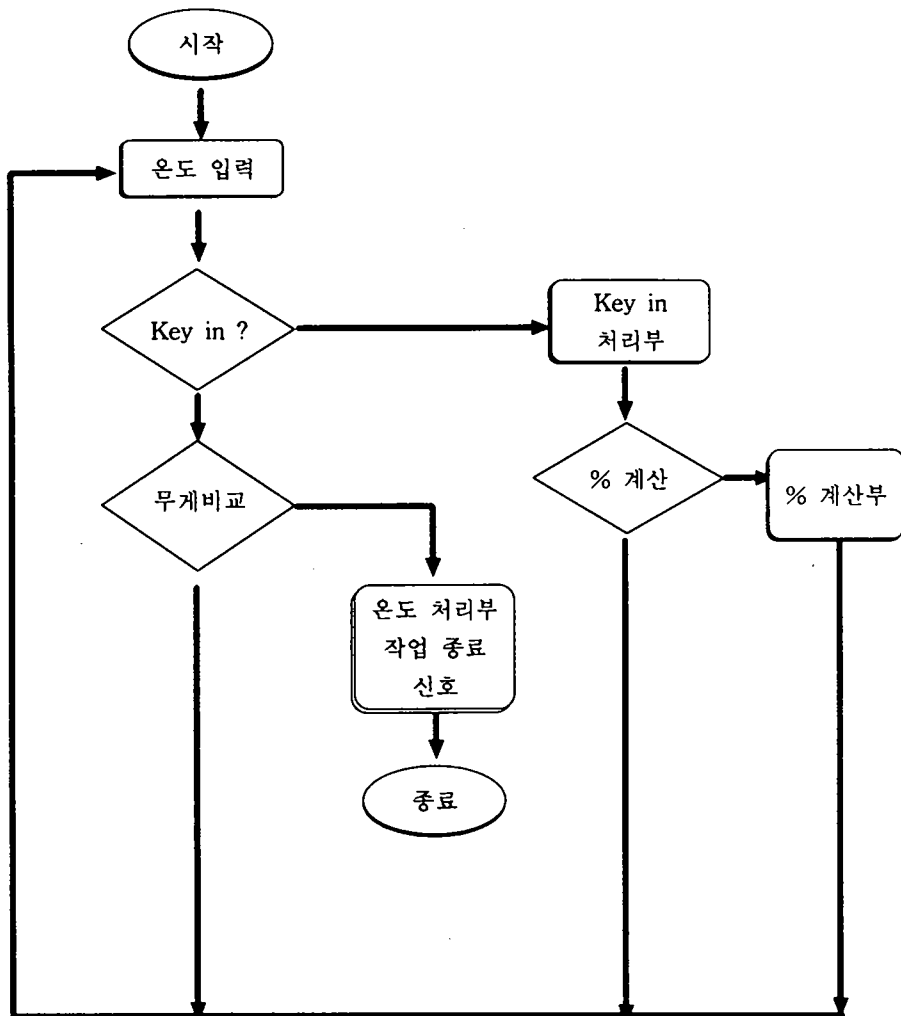 시작
온도 입력
Key in ?
Key in
처리부
무게비교
% 계산
% 계산부
온도 처리부
작업 종료
신호
종료